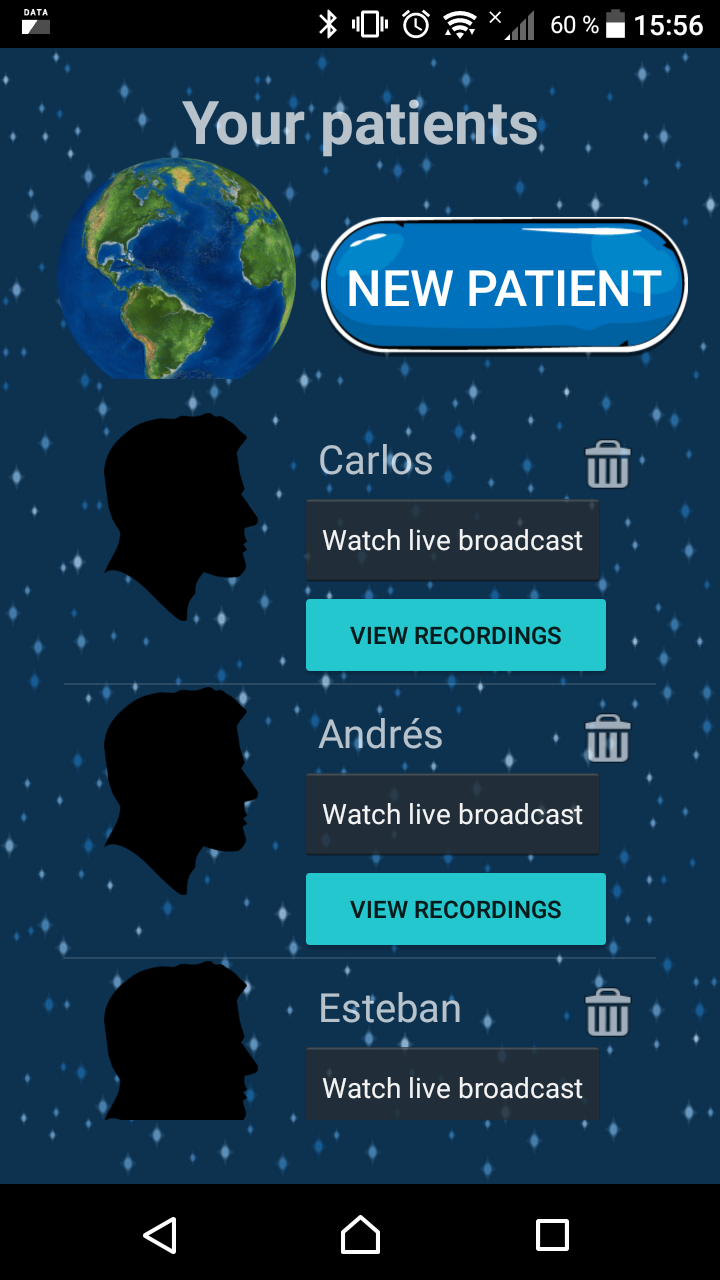 DATA
60 % 15:56
Your patients
NEW PATIENT
Carlos
Watch live broadcast
VIEW RECORDINGS
Andrés
Watch live broadcast
VIEW RECORDINGS
Esteban
Watch live broadcast